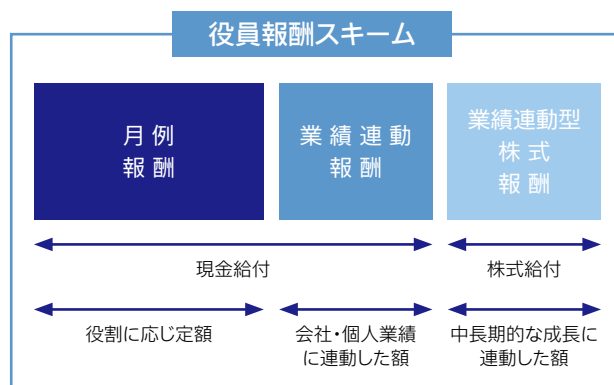 役員報酬スキーム
月例
報酬
業績連動
報酬
業績連動型
株式
報酬
現金給付
株式給付
役割に応じ定額
会社・個人業績
に連動した額
中長期的な成長に
連動した額